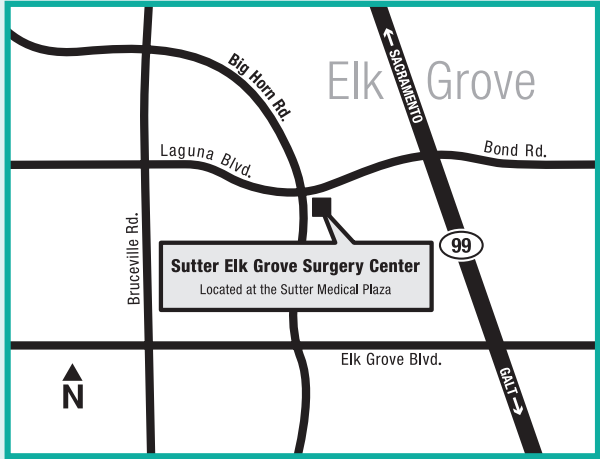 Elk Grove
← SACRAMENTO
Big Horn Rd.
Laguna Blvd.
Bond Rd.
Bruceville Rd.
99
Sutter Elk Grove Surgery Center
Located at the Sutter Medical Plaza
Elk Grove Blvd.
GALT →
N